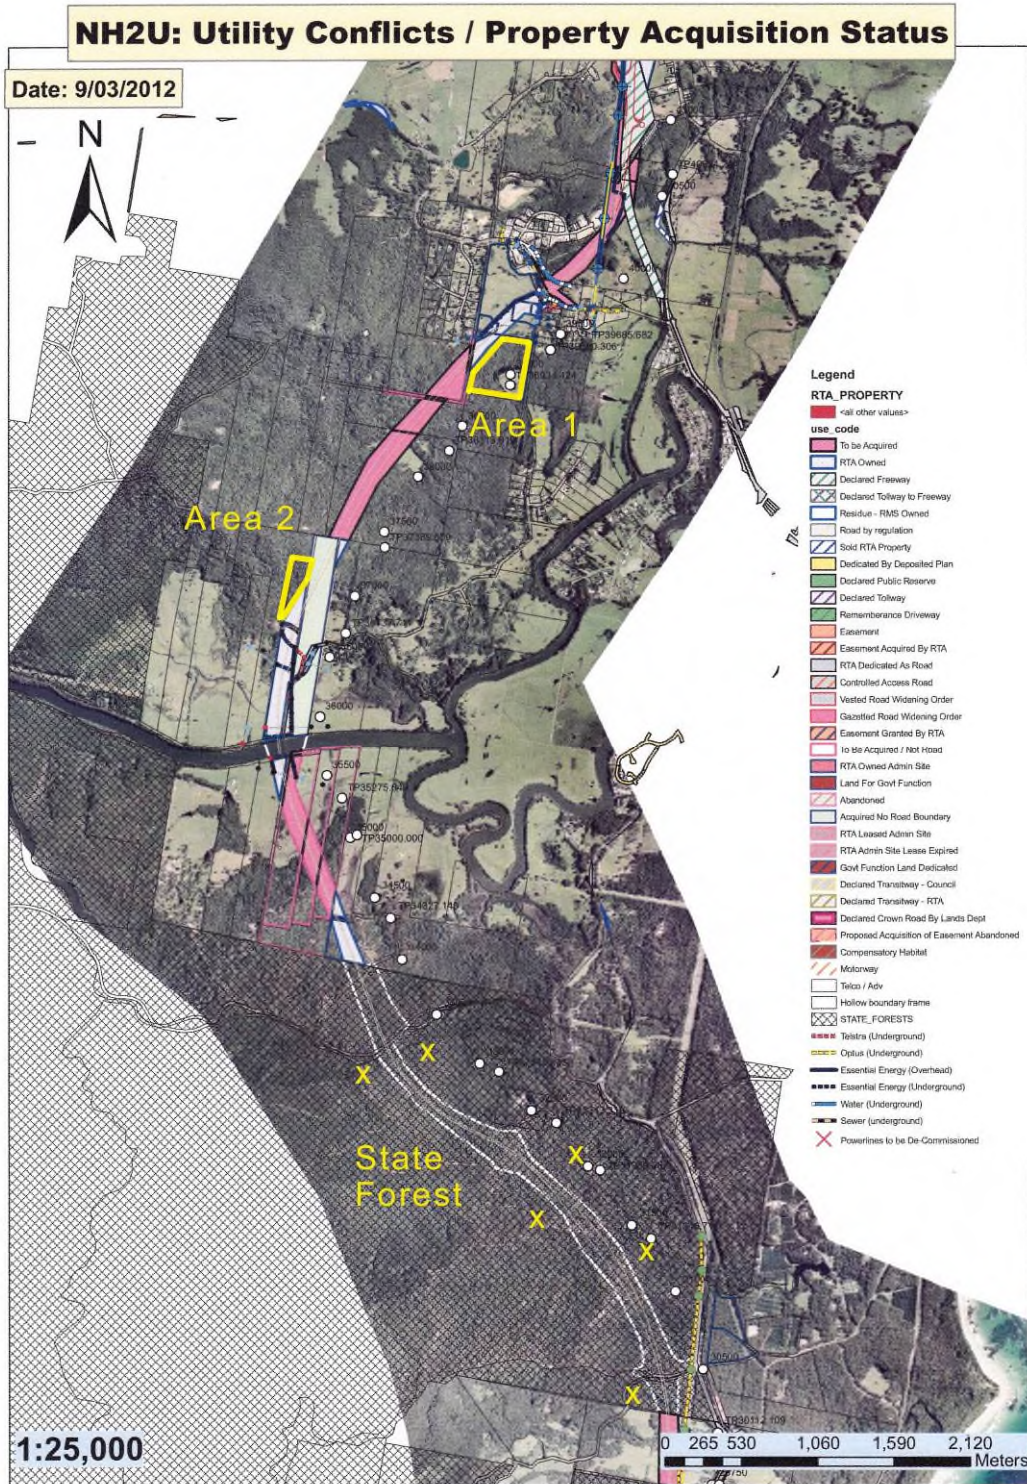 NH2U: Utility Conflicts / Property Acquisition Status
Date: 9/03/2012
N
Area 1
Area 2
State
Forest
36000
35500
TP35000.000
30500
TP30112.109
x
x
x
x
x
x
Legend
RTA_PROPERTY
<all other values>
use_code
To be Acquired
RTA Owned
Declared Freeway
Declared Tollway to Freeway
Residue - RMS Owned
Road by regulation
Sold RTA Property
Dedicated By Deposited Plan
Declared Public Reserve
Declared Tollway
Rememberance Driveway
Easement
Easement Acquired By RTA
RTA Dedicated As Road
Controlled Access Road
Vested Road Widening Order
Gazetted Road Widening Order
Easement Granted By RTA
To Be Acquired / Not Road
RTA Owned Admin Site
Land For Govt Function
Abandoned
Acquired No Road Boundary
RTA Leased Admin Site
RTA Admin Site Lease Expired
Govt Function Land Dedicated
Declared Transitway - Council
Declared Transitway - RTA
Declared Crown Road By Lands Dept
Proposed Acquisition of Easement Abandoned
Compensatory Habitat
Motorway
Telco / Adv
Hollow boundary frame
STATE_FORESTS
Telstra (Underground)
Optus (Underground)
Essential Energy (Overhead)
Essential Energy (Underground)
Water (Underground)
Sewer (underground)
Powerlines to be De-Commissioned
1:25,000
0 265 530 1,060 1,590 2,120
Meters